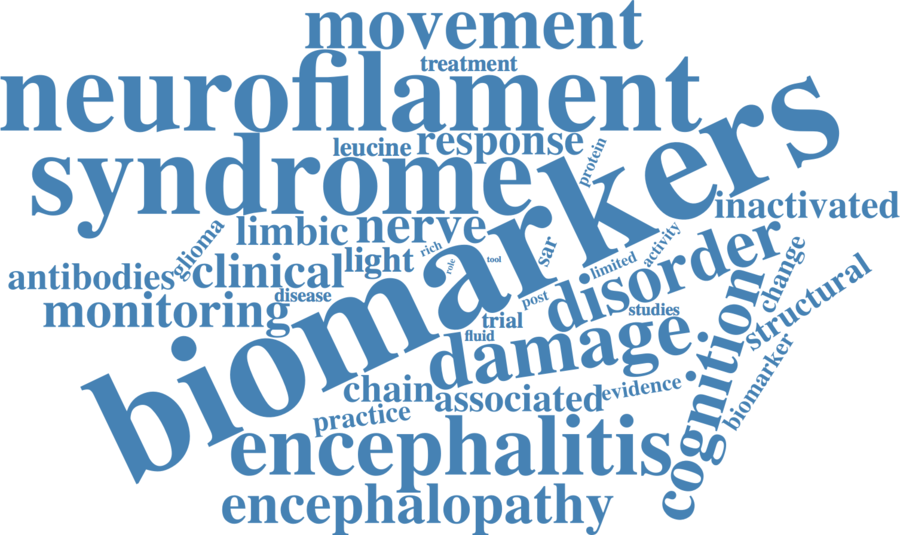 movement
treatment
neurofilament
leucine
response
protein
syndrome
biomarkers
inactivated
glioma
limbic
nerve
rich
role
tool
sar
activity
limited
disorder
change
antibodies
clinical
light
disease
post
studies
structural
monitoring
trial
fluid
damage
cognition
biomarker
chain
associated
evidence
practice
encephalitis
encephalopathy